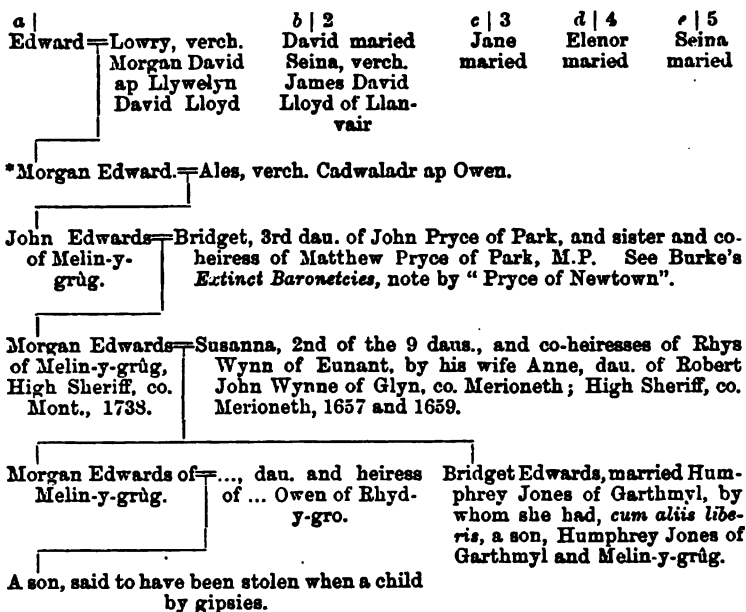 a | b | 2 c | 3 d | 4 e | 5
Edward=Lowry, verch. David maried Jane Elenor Seina
Morgan David Seina, verch. maried maried maried
ap Llywelyn James David
David Lloyd Lloyd of Llan-
vair
*Morgan Edward.=Ales, verch. Cadwaladr ap Owen.
John Edwards=Bridget, 3rd dau. of John Pryce of Park, and sister and co-
of Melin-y- heiress of Matthew Pryce of Park, M.P. See Burke's
grûg. Extinct Baronetcies, note by "Pryce of Newtown".
Morgan Edwards=Susanna, 2nd of the 9 daus., and co-heiresses of Rhys
of Melin-y-grûg, Wynn of Eunant, by his wife Anne, dau. of Robert
High Sheriff, co. John Wynne of Glyn, co. Merioneth; High Sheriff, co.
Mont., 1738. Merioneth, 1657 and 1659.
Morgan Edwards of=..., dau. and heiress Bridget Edwards, married Hum-
Melin-y-grûg. of ... Owen of Rhyd- phrey Jones of Garthmyl, by
y-gro. whom she had, cum aliis libe-
ris, a son, Humphrey Jones of
Garthmyl and Melin-y-grûg.
A son, said to have been stolen when a child
by gipsies.